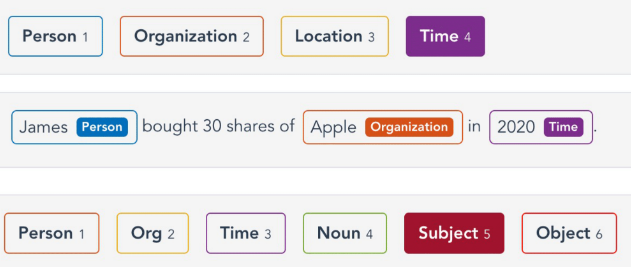 Person 1 Organization 2 Location 3 Time 4
James Person bought 30 shares of Apple Organization in 2020 Time .
Person 1 Org 2 Time 3 Noun 4 Subject 5 Object 6